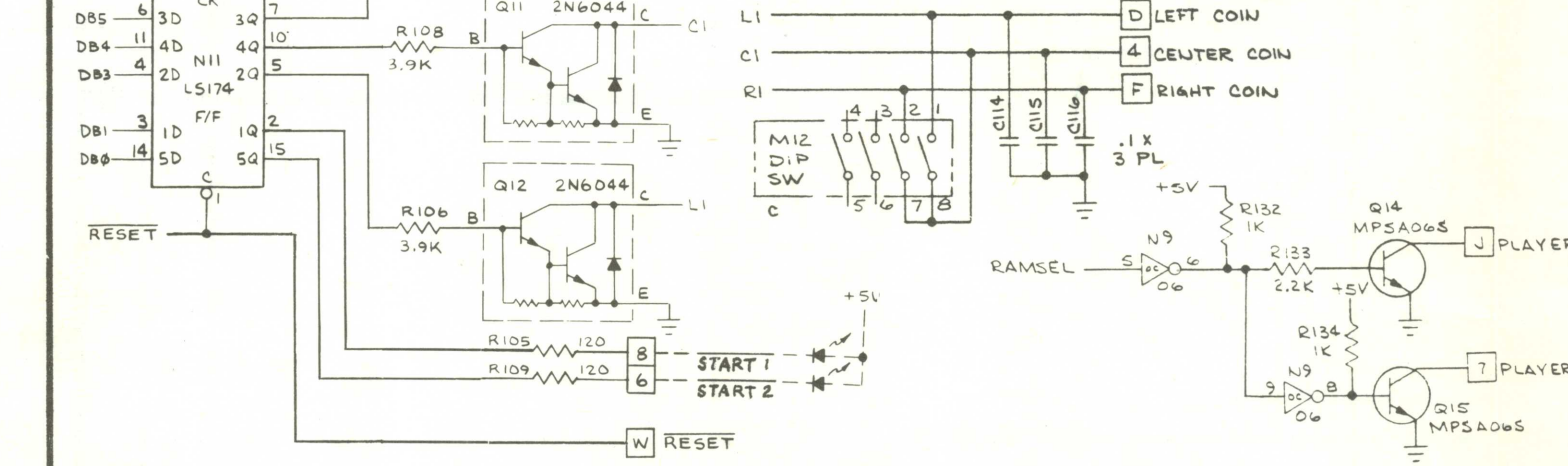 CK
DB5 6 3D 3Q 7
DB4 11 4D 4Q 10
DB3 4 2D 2Q 5
N11
LS174
F/F
DB1 3 1D 1Q 2
DBØ 14 5D 5Q 15
C
1
RESET
R108
3.9K
B
Q11 2N6044 C C1
E
R106
3.9K
B
Q12 2N6044 C L1
E
+5V
R105 120 8 START 1
R109 120 6 START 2
W RESET
L1 D LEFT COIN
C1 4 CENTER COIN
R1 F RIGHT COIN
4 3 2 1
M12
DIP
SW
C
5 6 7 8
C114 C115 C116
.1 X
3 PL
+5V
R132
1K
RAMSEL 5 N9 OC 6
06
R133
2.2K
Q14
MPSA06S
J PLAYER
+5V
R134
1K
9 N9 OC 8
06
Q15
MPSA06S
7 PLAYER